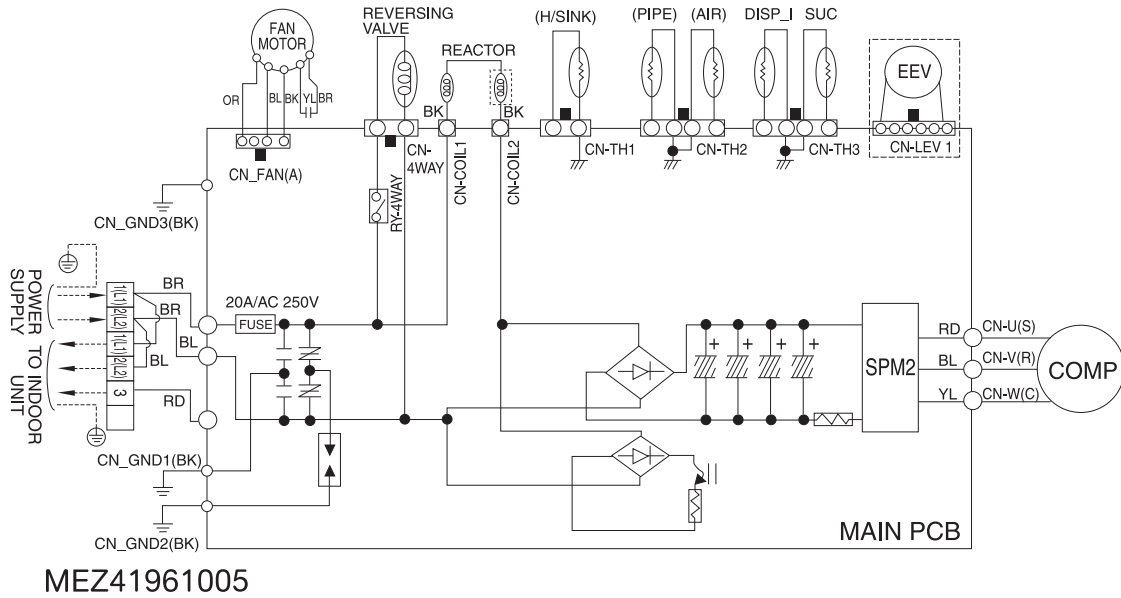 REVERSING
VALVE
(H/SINK)
(PIPE)
(AIR)
DISP_I
SUC
FAN
MOTOR
REACTOR
EEV
OR
BL
BK
YL
BR
BK
BK
CN_FAN(A)
CN-
4WAY
CN-COIL1
CN-COIL2
CN-TH1
CN-TH2
CN-TH3
CN-LEV 1
CN_GND3(BK)
RY-4WAY
POWER
SUPPLY
TO INDOOR
UNIT
1(L1)
2(L2)
1(L1)
2(L2)
3
BR
BR
BL
BL
RD
20A/AC 250V
FUSE
+
+
+
+
SPM2
RD
BL
YL
CN-U(S)
CN-V(R)
CN-W(C)
COMP
CN_GND1(BK)
CN_GND2(BK)
MAIN PCB
MEZ41961005